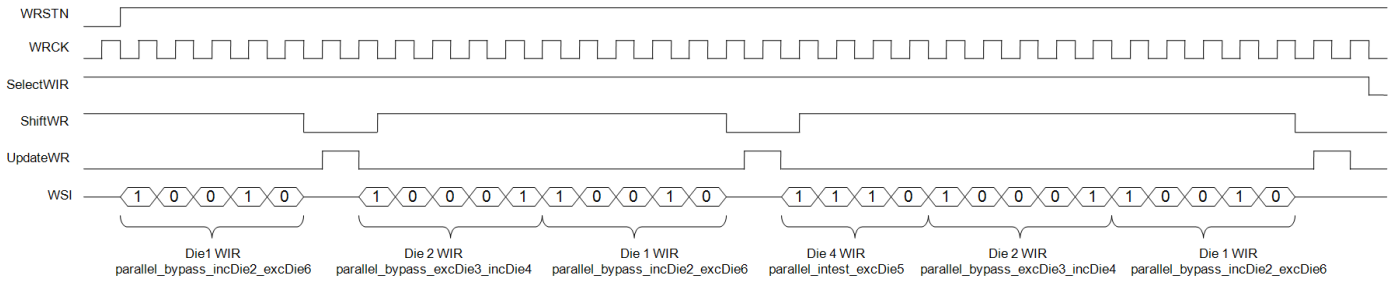 WRSTN
WRCK
SelectWIR
ShiftWR
UpdateWR
WSI 1 0 0 1 0 1 0 0 0 1 1 0 0 1 0 1 1 1 0 1 0 0 0 1 1 0 0 1 0
Die1 WIR
parallel_bypass_incDie2_excDie6
Die 2 WIR
parallel_bypass_excDie3_incDie4
Die 1 WIR
parallel_bypass_incDie2_excDie6
Die 4 WIR
parallel_intest_excDie5
Die 2 WIR
parallel_bypass_excDie3_incDie4
Die 1 WIR
parallel_bypass_incDie2_excDie6